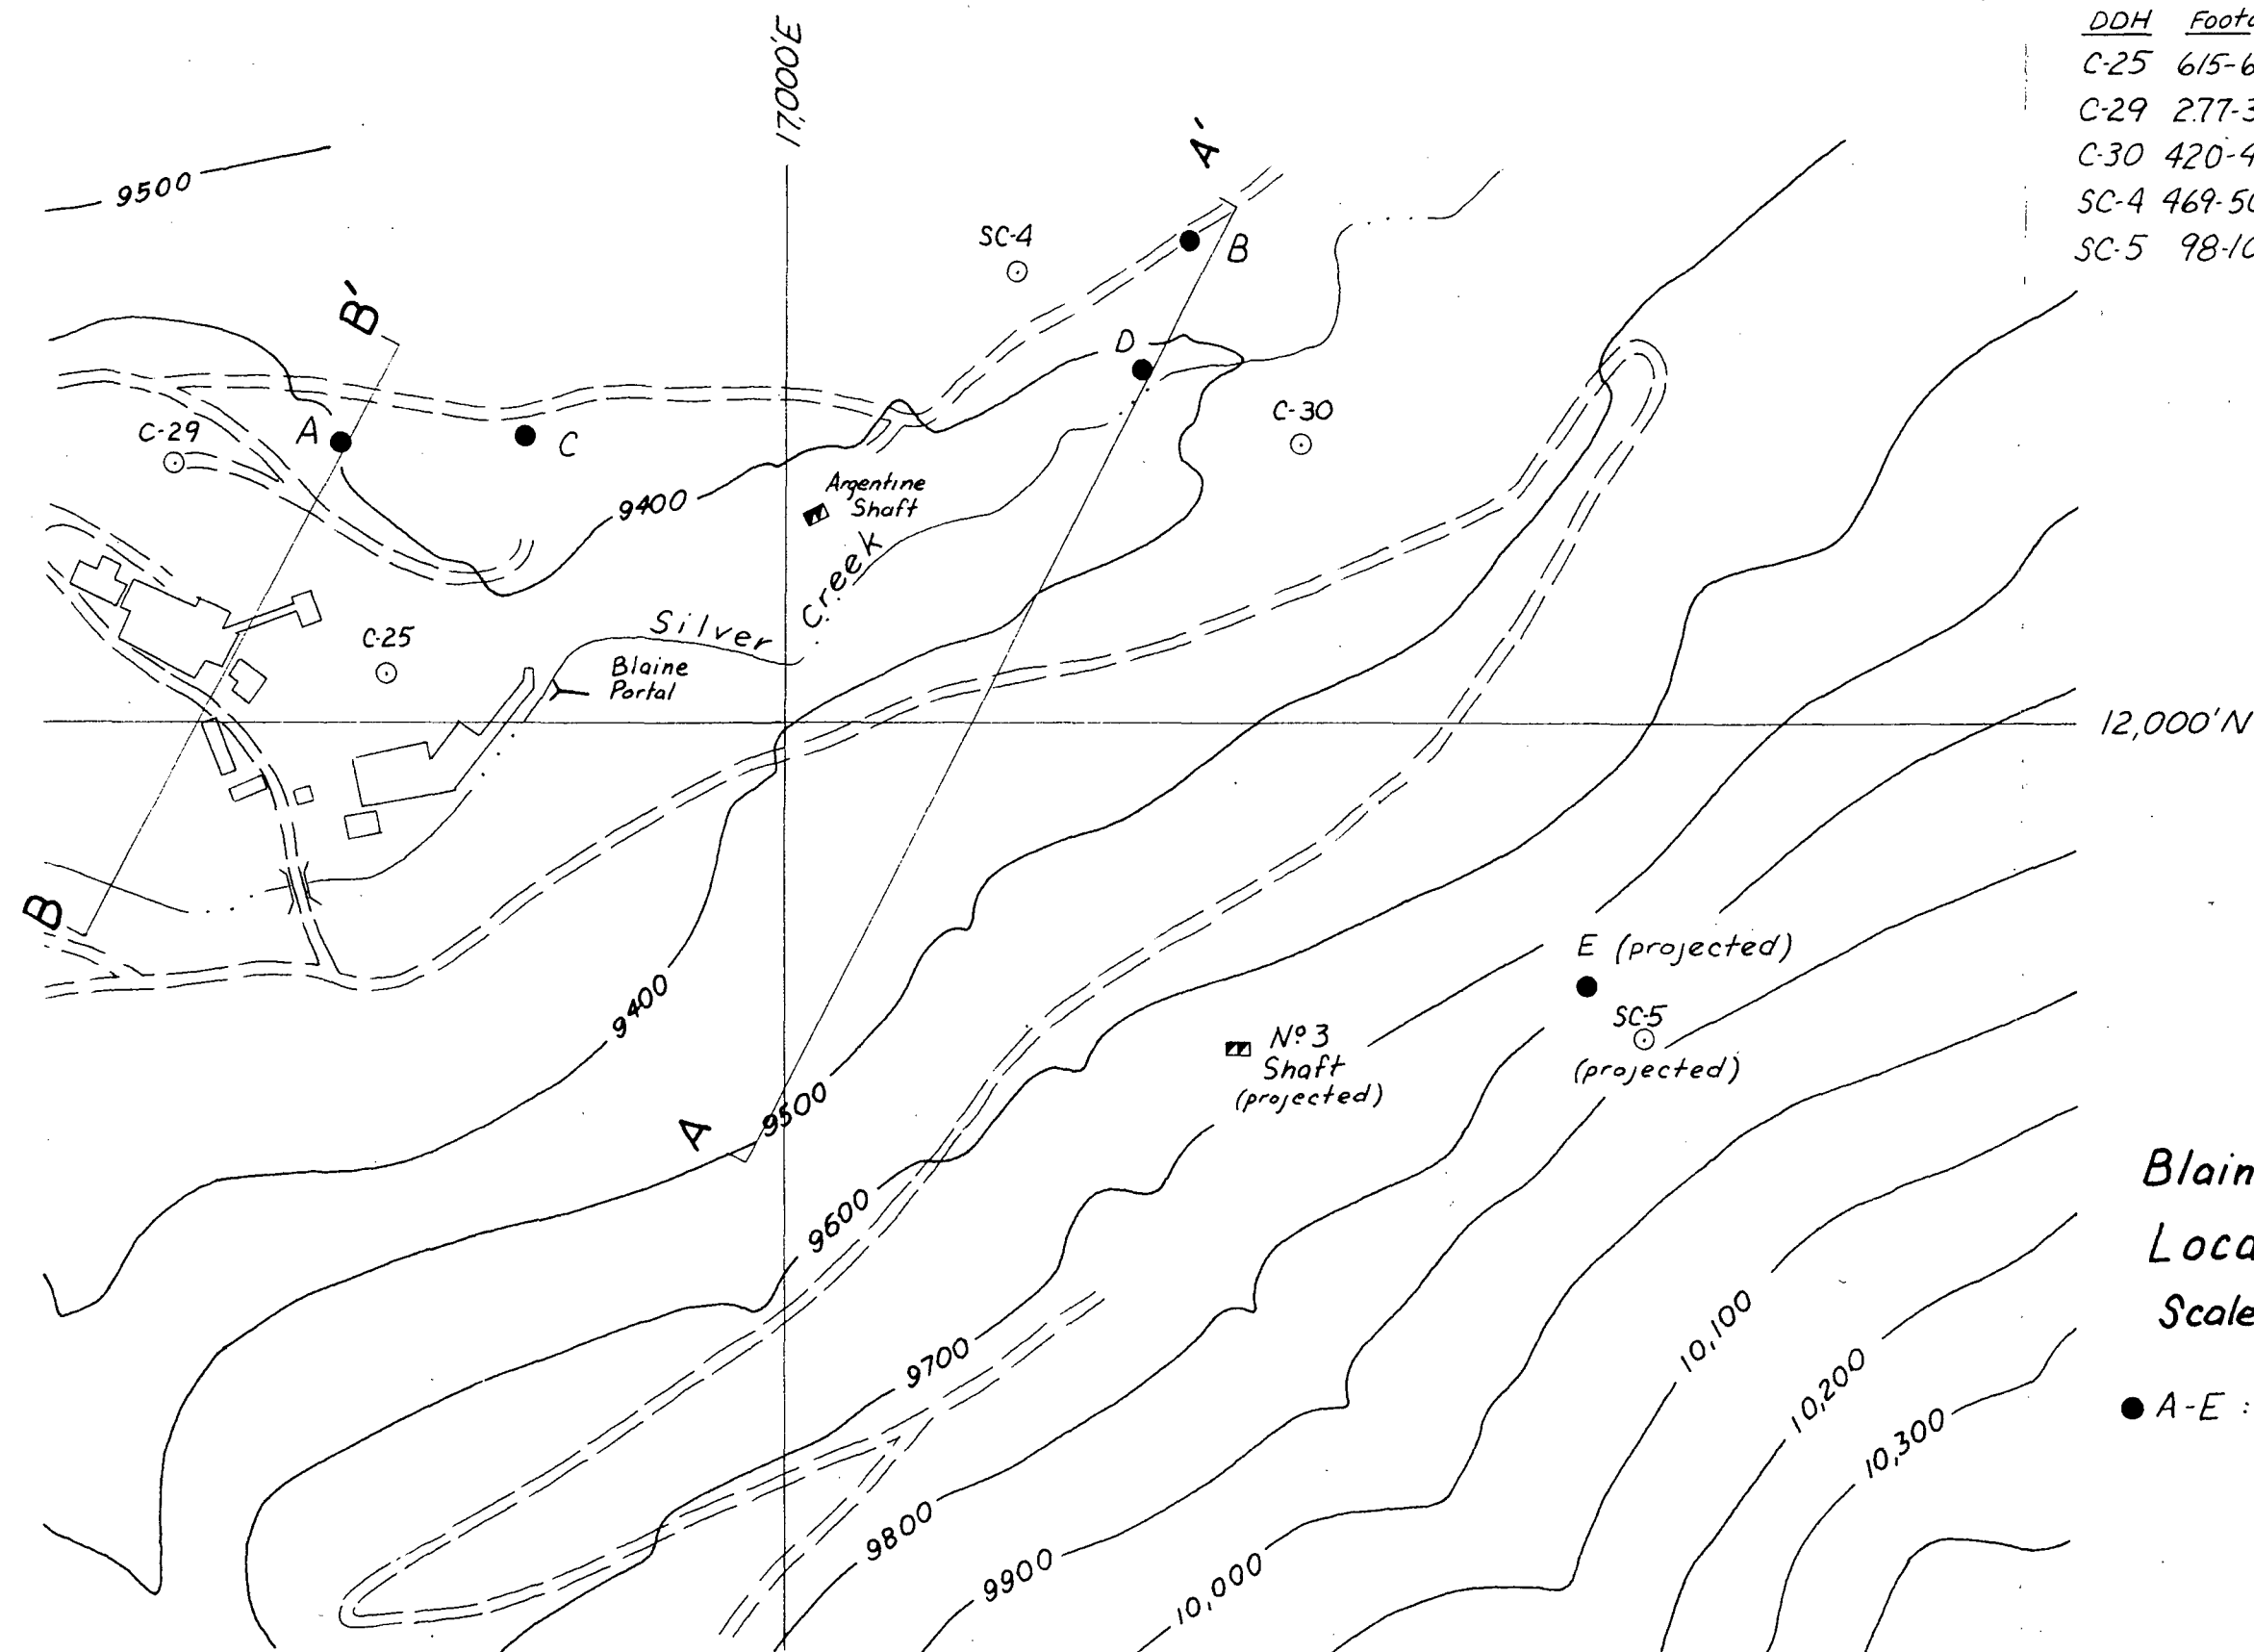 17,000'E
DDH Foota
C-25 615-6
C-29 277-3
C-30 420-4
SC-4 469-50
SC-5 98-10
9500
A'
SC-4
B
B'
D
C-29
A
C
C-30
9400
Argentine
Shaft
Silver Creek
C-25
Blaine
Portal
12,000'N
B
E (projected)
9400
SC-5
(projected)
Nº 3
Shaft
(projected)
A
9500
9600
Blain
Loca
Scale
9700
10,100
10,200
A-E :
10,300
9800
9900
10,000